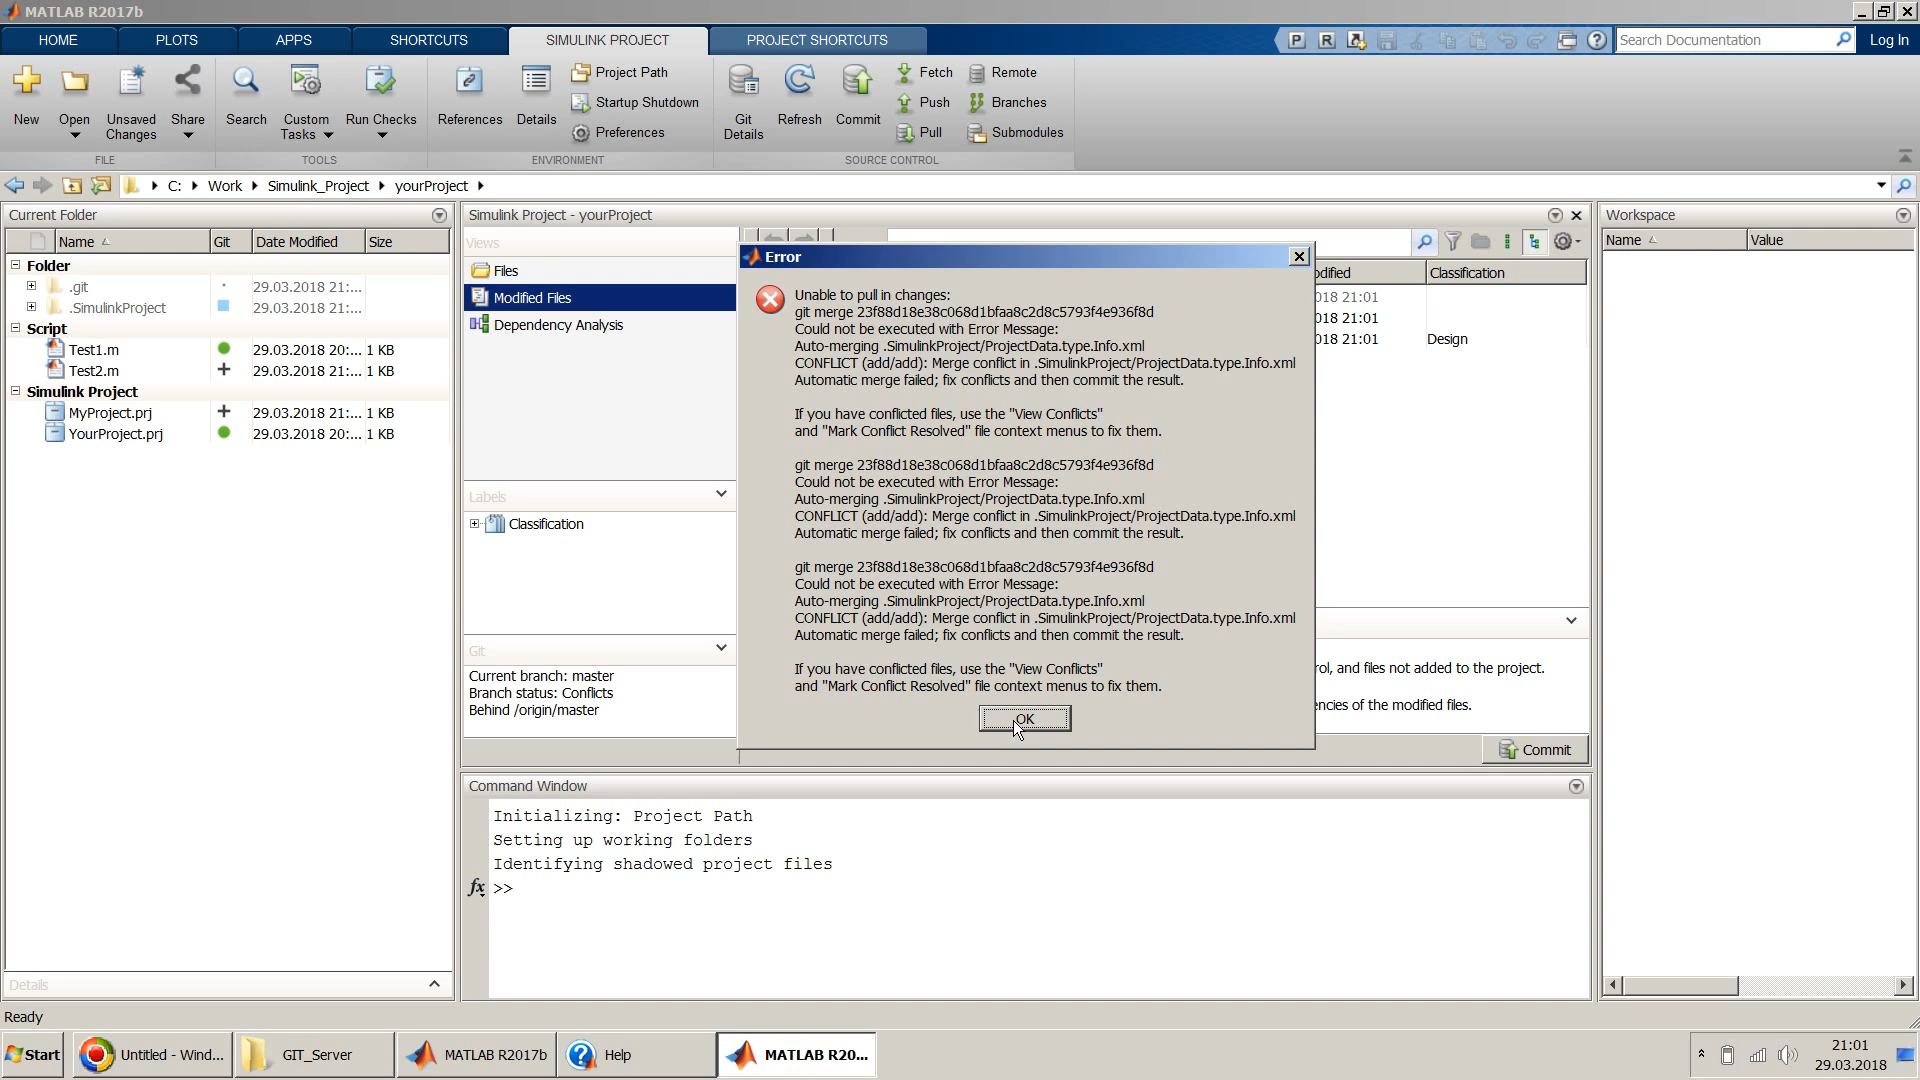 MATLAB R2017b
HOME
PLOTS
APPS
SHORTCUTS
SIMULINK PROJECT
PROJECT SHORTCUTS
Search Documentation
Log In
New
Open
Unsaved Changes
Share
FILE
Search
Custom Tasks
Run Checks
TOOLS
References
Details
Project Path
Startup Shutdown
Preferences
ENVIRONMENT
Git Details
Refresh
Commit
Fetch
Push
Pull
Remote
Branches
Submodules
SOURCE CONTROL
C: Work Simulink_Project yourProject
Current Folder
Name Git Date Modified Size
Folder
.git 29.03.2018 21:...
.SimulinkProject 29.03.2018 21:...
Script
Test1.m 29.03.2018 20:... 1 KB
Test2.m 29.03.2018 21:... 1 KB
Simulink Project
MyProject.prj 29.03.2018 21:... 1 KB
YourProject.prj 29.03.2018 20:... 1 KB
Details
Ready
Simulink Project - yourProject
Views
Files
Modified Files
Dependency Analysis
Labels
Classification
Git
Current branch: master
Branch status: Conflicts
Behind /origin/master
Error
Unable to pull in changes:
git merge 23f88d18e38c068d1bfaa8c2d8c5793f4e936f8d
Could not be executed with Error Message:
Auto-merging .SimulinkProject/ProjectData.type.Info.xml
CONFLICT (add/add): Merge conflict in .SimulinkProject/ProjectData.type.Info.xml
Automatic merge failed; fix conflicts and then commit the result.
If you have conflicted files, use the "View Conflicts"
and "Mark Conflict Resolved" file context menus to fix them.
git merge 23f88d18e38c068d1bfaa8c2d8c5793f4e936f8d
Could not be executed with Error Message:
Auto-merging .SimulinkProject/ProjectData.type.Info.xml
CONFLICT (add/add): Merge conflict in .SimulinkProject/ProjectData.type.Info.xml
Automatic merge failed; fix conflicts and then commit the result.
git merge 23f88d18e38c068d1bfaa8c2d8c5793f4e936f8d
Could not be executed with Error Message:
Auto-merging .SimulinkProject/ProjectData.type.Info.xml
CONFLICT (add/add): Merge conflict in .SimulinkProject/ProjectData.type.Info.xml
Automatic merge failed; fix conflicts and then commit the result.
If you have conflicted files, use the "View Conflicts"
and "Mark Conflict Resolved" file context menus to fix them.
OK
odified Classification
018 21:01
018 21:01
018 21:01 Design
rol, and files not added to the project.
encies of the modified files.
Commit
Command Window
Initializing: Project Path
Setting up working folders
Identifying shadowed project files
fx >>
Workspace
Name Value
Start
Untitled - Wind...
GIT_Server
MATLAB R2017b
Help
MATLAB R20...
21:01
29.03.2018